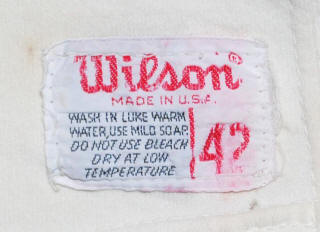 Wilson®
MADE IN U.S.A.
WASH IN LUKE WARM
WATER, USE MILD SOAP.
DO NOT USE BLEACH
DRY AT LOW
TEMPERATURE
42